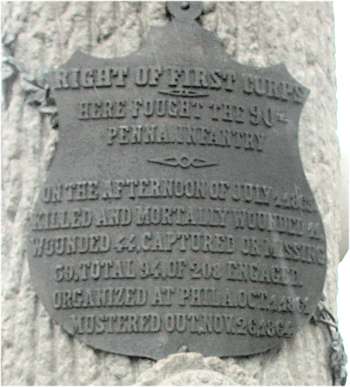 RIGHT OF FIRST CORPS
HERE FOUGHT THE 90TH
PENNA. INFANTRY
ON THE AFTERNOON OF JULY
KILLED AND MORTALLY WOUNDED
WOUNDED 44, CAPTURED OR MISSING
TOTAL 94, OF 208 ENGAGED
ORGANIZED AT PHILA. OCT. 1, 1861,
MUSTERED OUT, NOV. 26, 1864